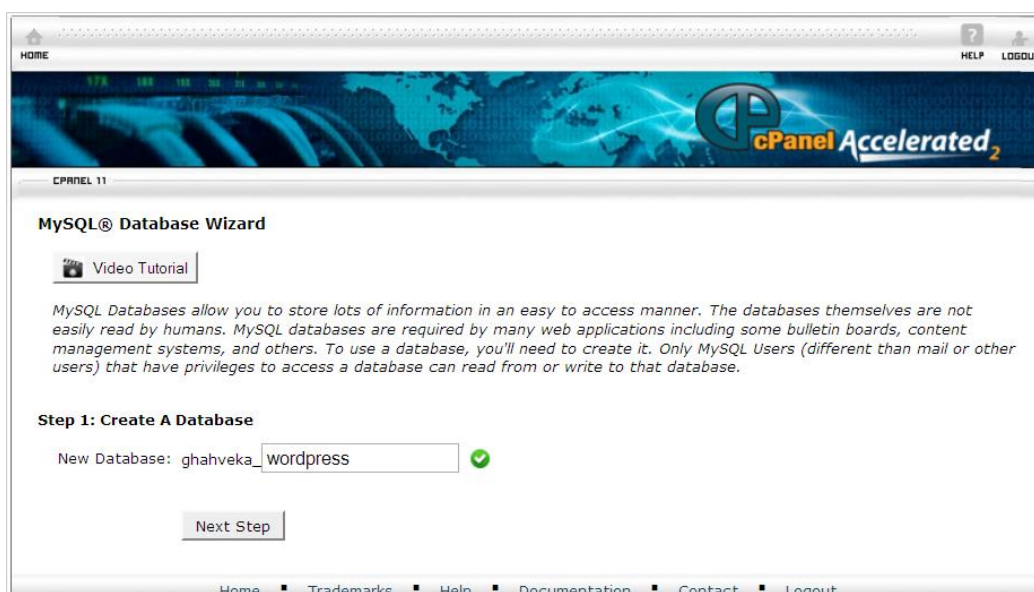 HOME
HELP
CPANEL 11
cPanel Accelerated2
MySQL® Database Wizard
Video Tutorial
MySQL Databases allow you to store lots of information in an easy to access manner. The databases themselves are not
easily read by humans. MySQL databases are required by many web applications including some bulletin boards, content
management systems, and others. To use a database, you'll need to create it. Only MySQL Users (different than mail or other
users) that have privileges to access a database can read from or write to that database.
Step 1: Create A Database
New Database: ghahveka_ wordpress
Next Step
Home ▪ Trademarks ▪ Help ▪ Documentation ▪ Contact ▪ Logout